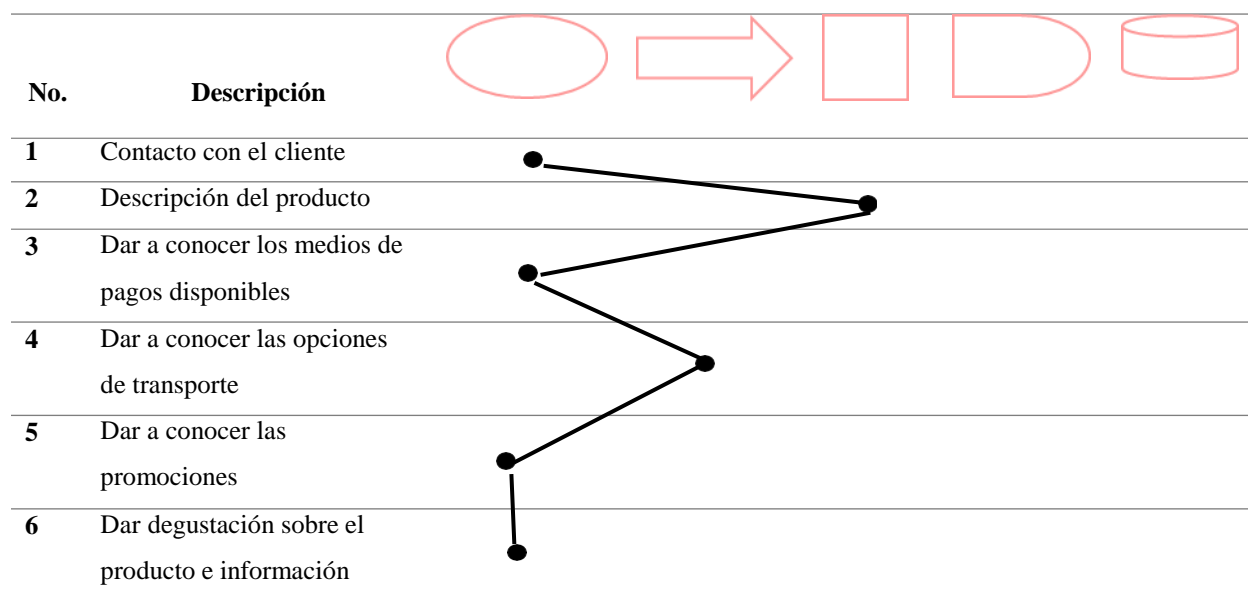 No. Descripción
1 Contacto con el cliente
2 Descripción del producto
3 Dar a conocer los medios de
pagos disponibles
4 Dar a conocer las opciones
de transporte
5 Dar a conocer las
promociones
6 Dar degustación sobre el
producto e información